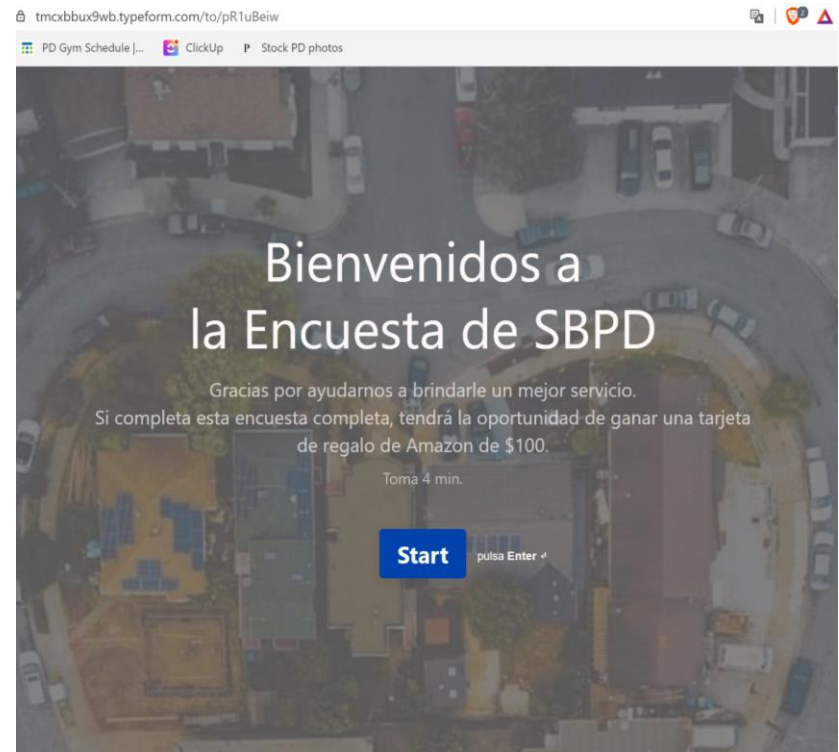 tmcxbbux9wb.typeform.com/to/pR1uBeiw
PD Gym Schedule |... ClickUp P Stock PD photos
Bienvenidos a
la Encuesta de SBPD
Gracias por ayudarnos a brindarle un mejor servicio.
Si completa esta encuesta completa, tendrá la oportunidad de ganar una tarjeta
de regalo de Amazon de $100.
Toma 4 min.
Start pulsa Enter ↵